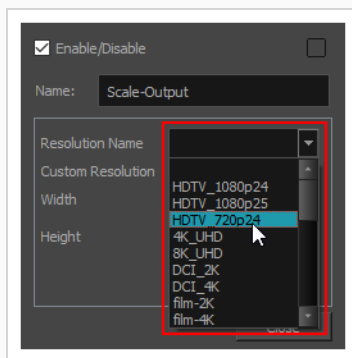 Enable/Disable
Name: Scale-Output
Resolution Name
Custom Resolution
Width
Height
HDTV_1080p24
HDTV_1080p25
HDTV_720p24
4K_UHD
8K_UHD
DCI_2K
DCI_4K
film-2K
film-4K
Close